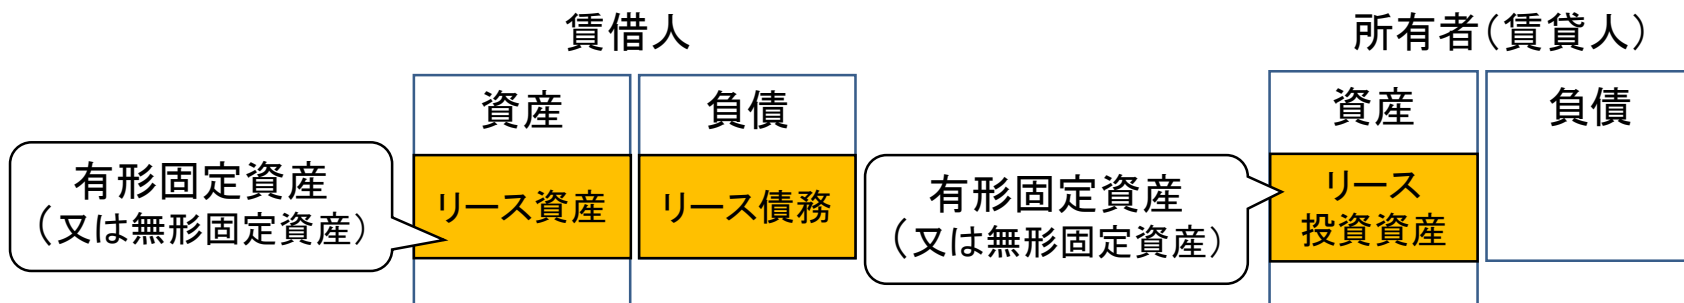 賃借人
資産
負債
有形固定資産
（又は無形固定資産）
リース資産
リース債務
所有者（賃貸人）
資産
負債
有形固定資産
（又は無形固定資産）
リース
投資資産